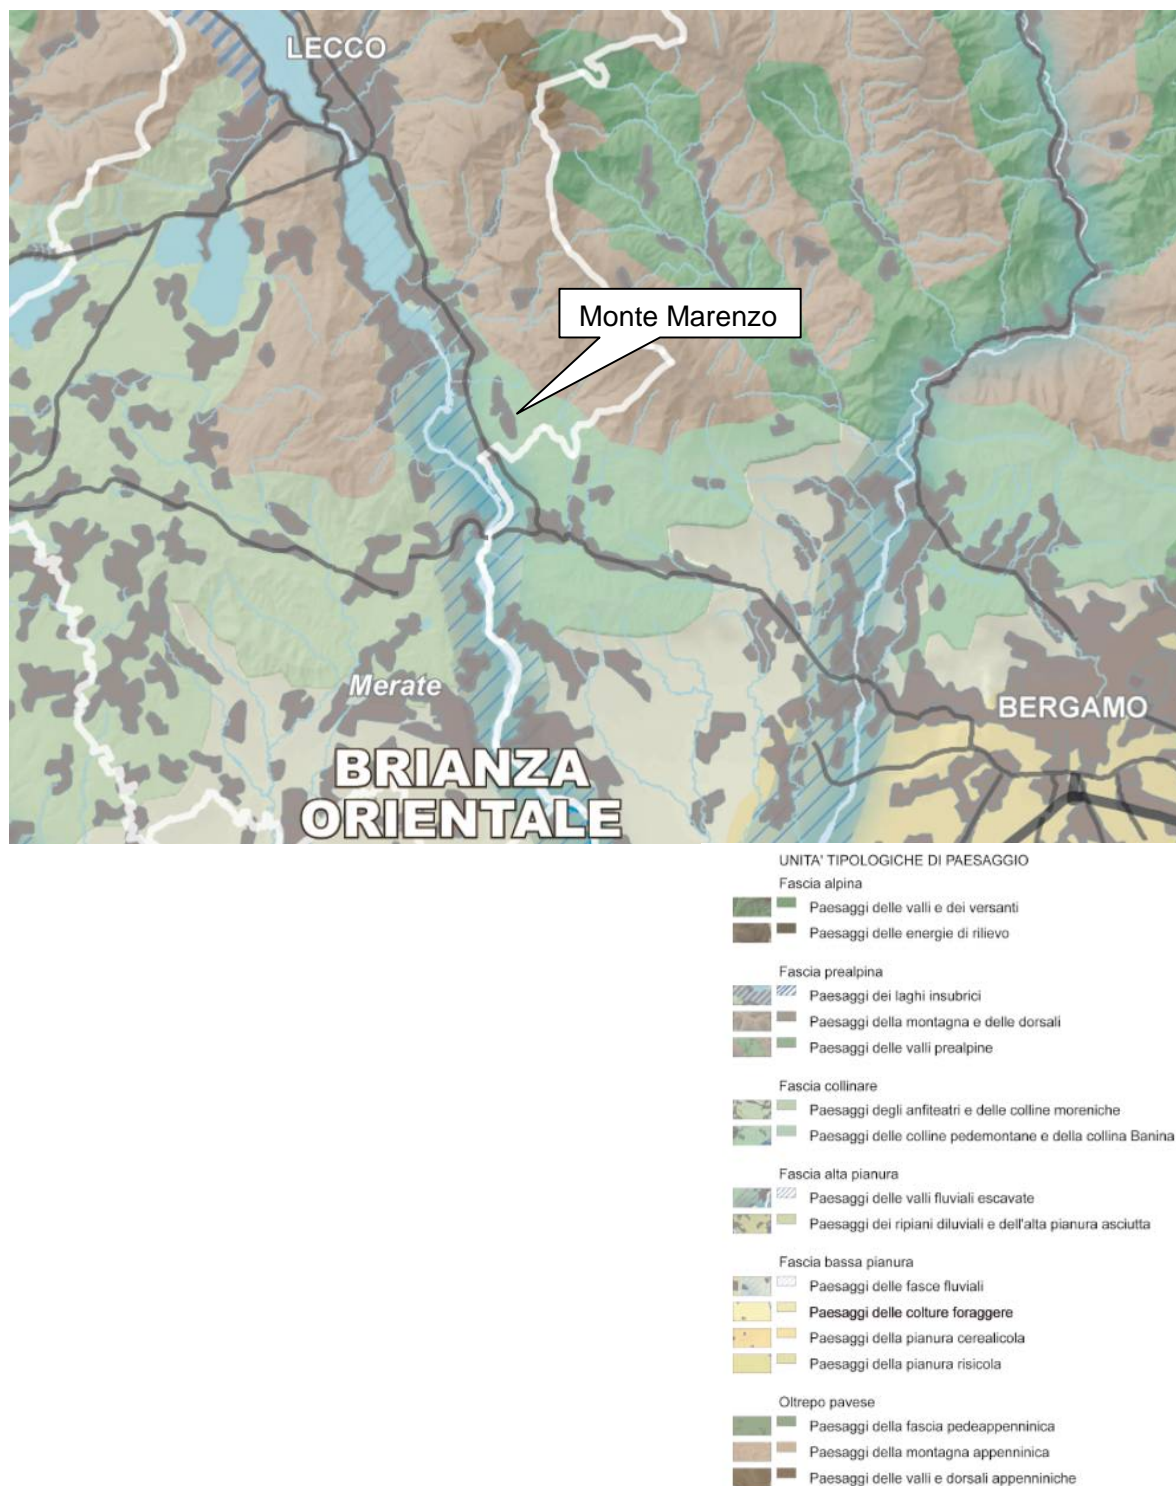 LECCO
Monte Marenzo
Merate
BERGAMO
BRIANZA
ORIENTALE
UNITA' TIPOLOGICHE DI PAESAGGIO
Fascia alpina
Paesaggi delle valli e dei versanti
Paesaggi delle energie di rilievo
Fascia prealpina
Paesaggi dei laghi insubrici
Paesaggi della montagna e delle dorsali
Paesaggi delle valli prealpine
Fascia collinare
Paesaggi degli anfiteatri e delle colline moreniche
Paesaggi delle colline pedemontane e della collina Banina
Fascia alta pianura
Paesaggi delle valli fluviali escavate
Paesaggi dei ripiani diluviali e dell'alta pianura asciutta
Fascia bassa pianura
Paesaggi delle fasce fluviali
Paesaggi delle colture foraggere
Paesaggi della pianura cerealicola
Paesaggi della pianura risicola
Oltrepo pavese
Paesaggi della fascia pedeappenninica
Paesaggi della montagna appenninica
Paesaggi delle valli e dorsali appenniniche